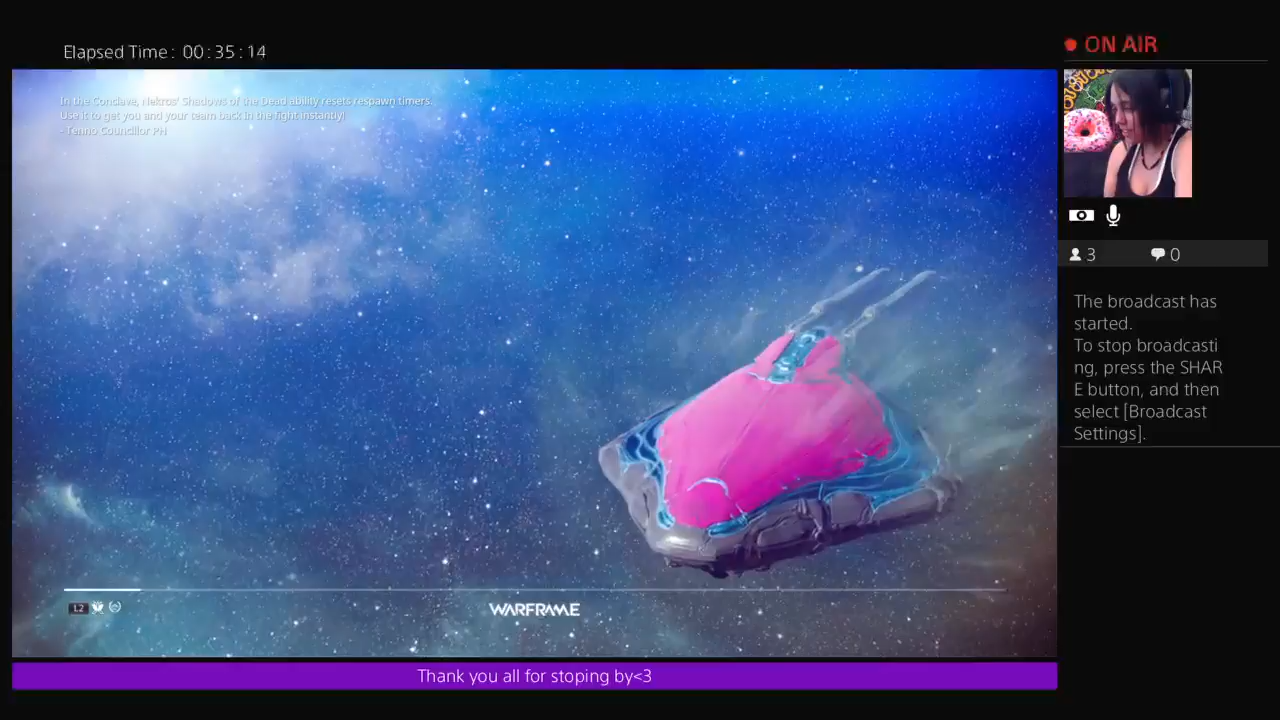 Elapsed Time: 00:35:14
ON AIR
In the Conclave, Nekros' Shadows of the Dead ability resets respawn timers.
Use it to get you and your team back in the fight instantly!
- Tenno Councillor PH
3
0
The broadcast has
started.
To stop broadcasti
ng, press the SHAR
E button, and then
select [Broadcast
Settings].
L2
WARFRAME
Thank you all for stoping by<3